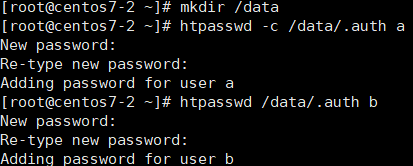 [root@centos7-2 ~]# mkdir /data
[root@centos7-2 ~]# htpasswd -c /data/.auth a
New password:
Re-type new password:
Adding password for user a
[root@centos7-2 ~]# htpasswd /data/.auth b
New password:
Re-type new password:
Adding password for user b